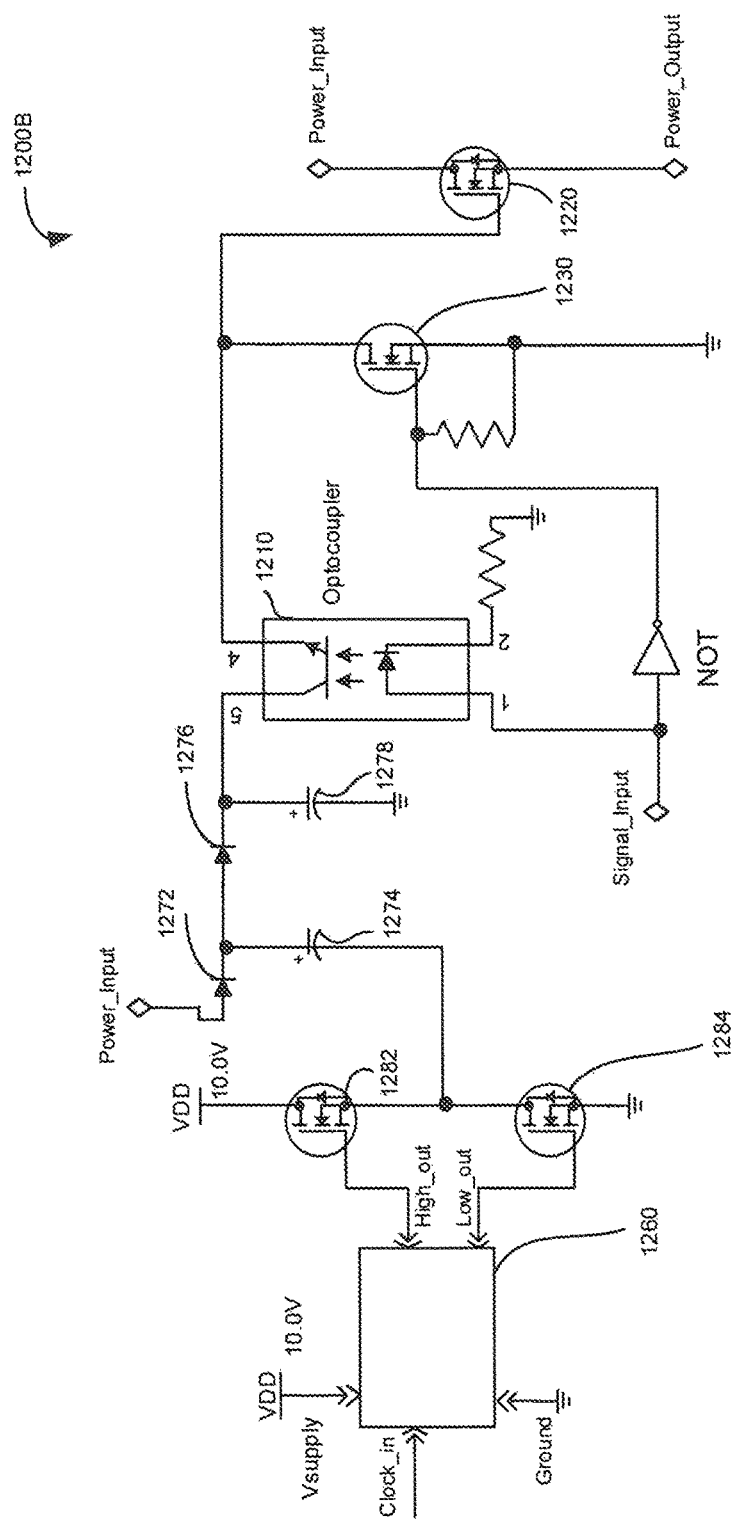 1200B
Power_Input
Power_Output
1220
1230
Optocoupler
1210
4
5
2
1
NOT
Signal_Input
1276
1278
1272
1274
Power_Input
VDD
10.0V
1282
1284
High_out
Low_out
1260
VDD
10.0V
Vsupply
Clock_in
Ground
+
+